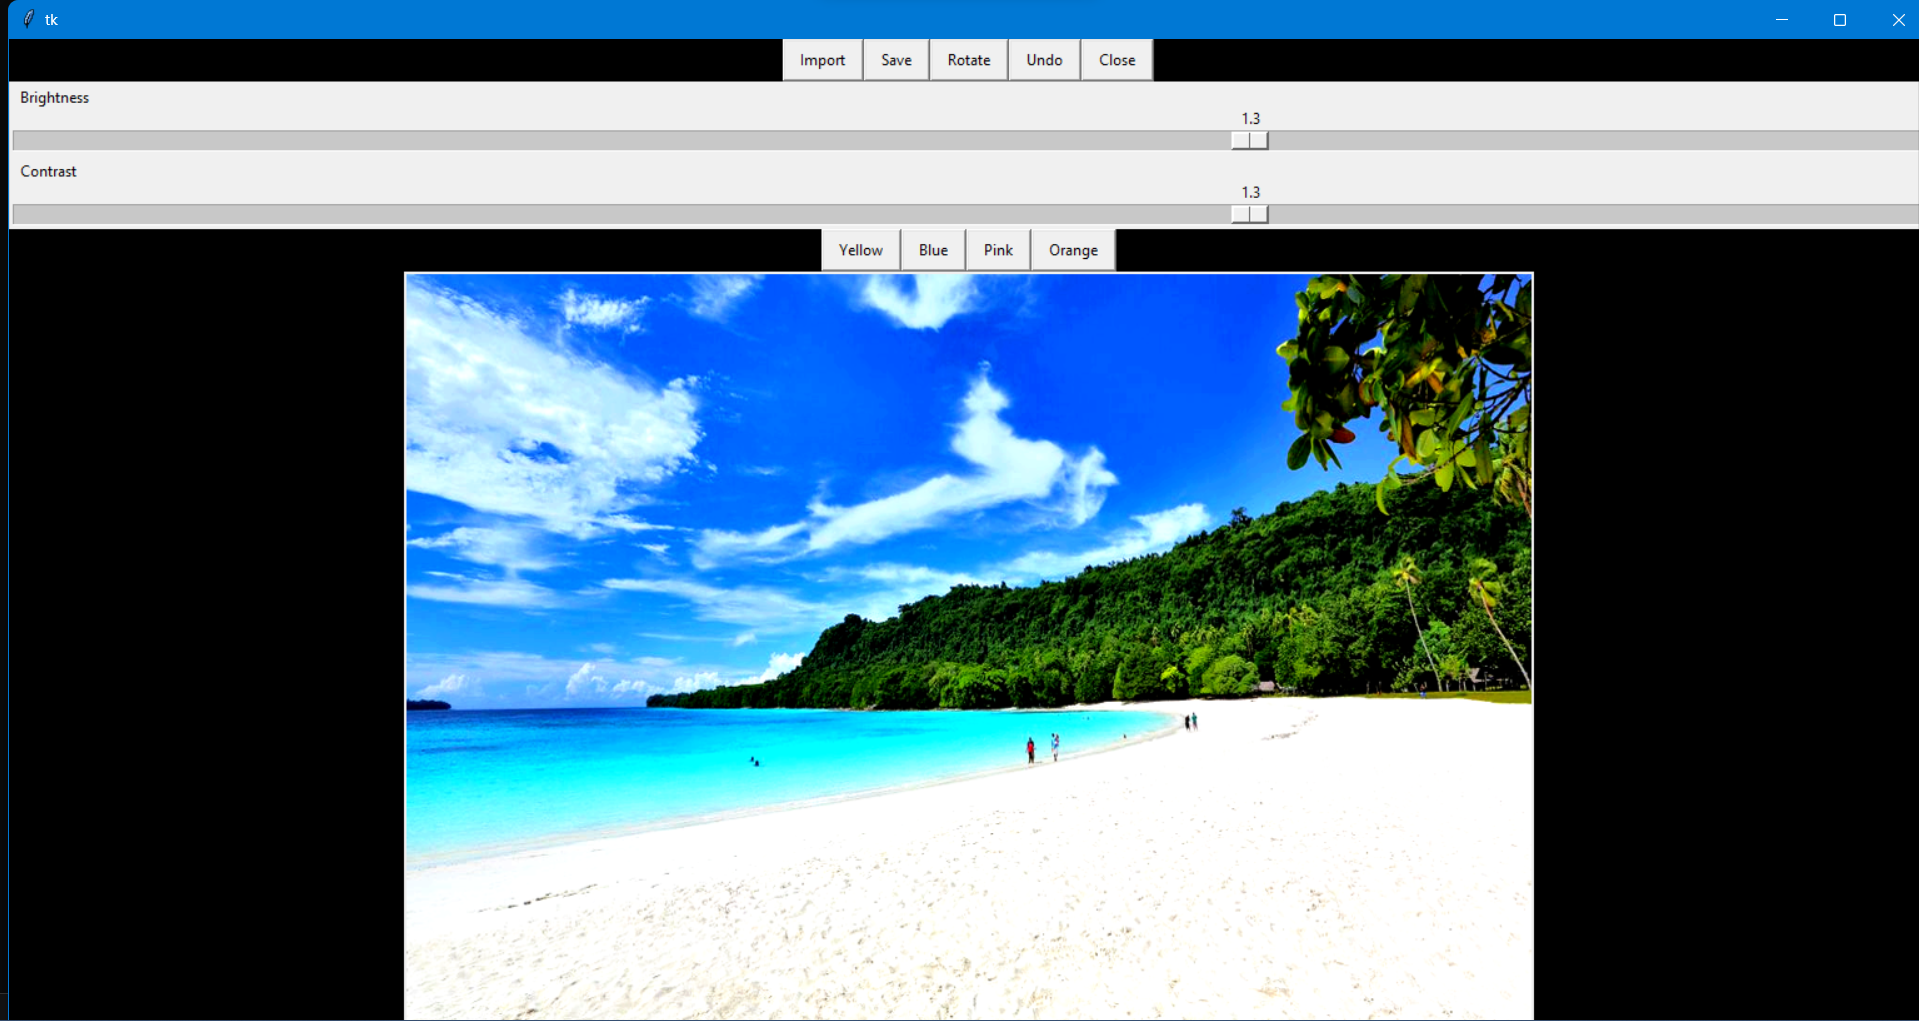 tk
Import Save Rotate Undo Close
Brightness
1.3
Contrast
1.3
Yellow Blue Pink Orange